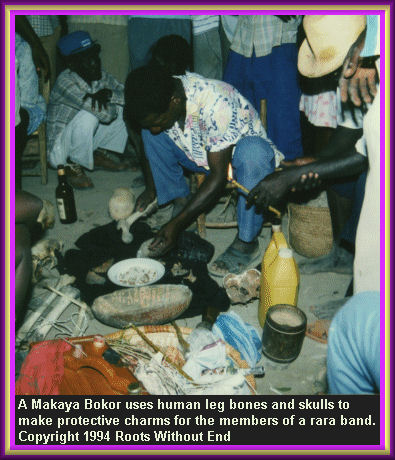 A Makaya Bokor uses human leg bones and skulls to
make protective charms for the members of a rara band.
Copyright 1994 Roots Without End